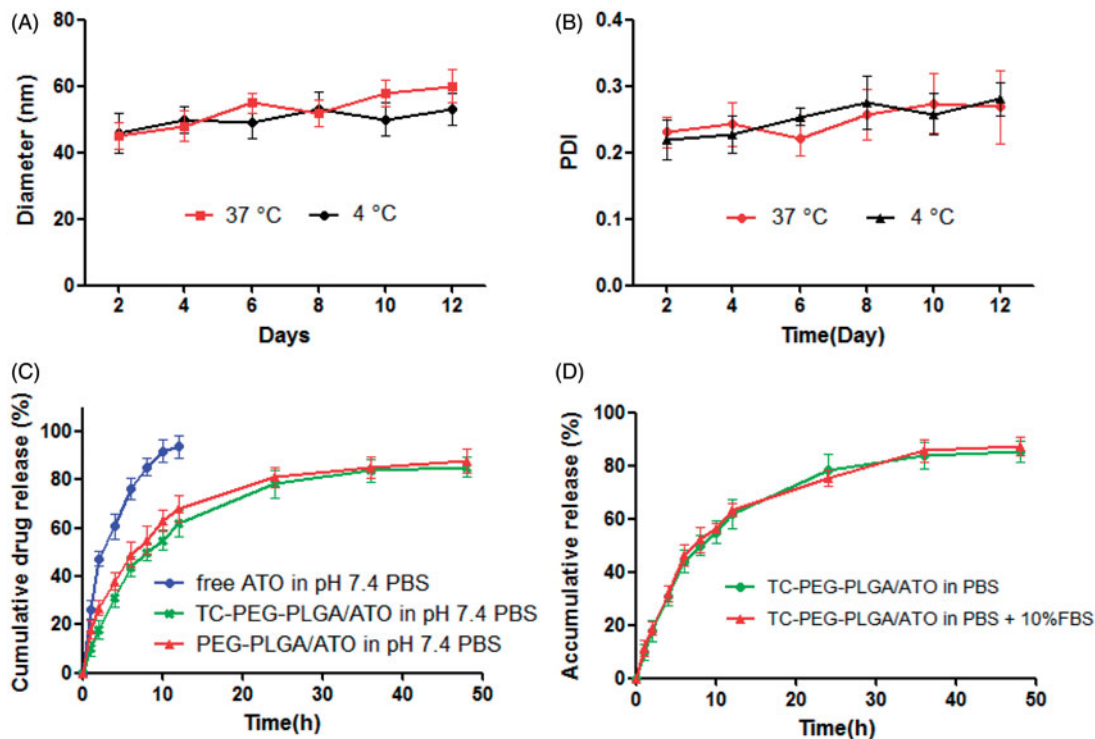 (A)
80
60
40
20
0
Diameter (nm)
37 °C
4 °C
2 4 6 8 10 12
Days
(B)
0.4
0.3
0.2
0.1
0.0
PDI
37 °C
4 °C
2 4 6 8 10 12
Time(Day)
(C)
100
80
60
40
20
0
Cumulative drug release (%)
free ATO in pH 7.4 PBS
TC-PEG-PLGA/ATO in pH 7.4 PBS
PEG-PLGA/ATO in pH 7.4 PBS
0 10 20 30 40 50
Time(h)
(D)
100
80
60
40
20
0
Accumulative release (%)
TC-PEG-PLGA/ATO in PBS
TC-PEG-PLGA/ATO in PBS + 10%FBS
0 10 20 30 40 50
Time(h)